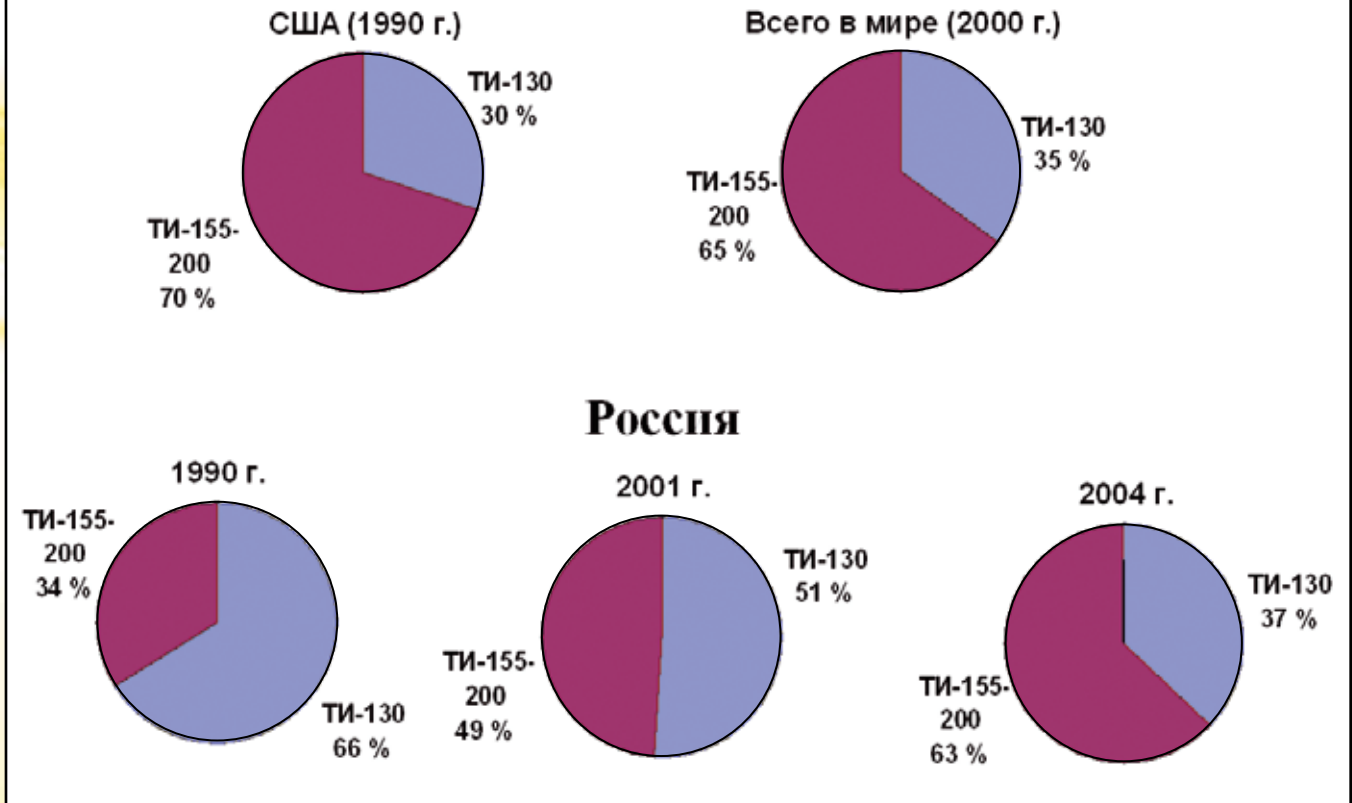 США (1990 г.)
ТИ-130
30 %
ТИ-155-
200
70 %
Всего в мире (2000 г.)
ТИ-130
35 %
ТИ-155-
200
65 %
Россия
1990 г.
ТИ-155-
200
34 %
ТИ-130
66 %
2001 г.
ТИ-130
51 %
ТИ-155-
200
49 %
2004 г.
ТИ-130
37 %
ТИ-155-
200
63 %